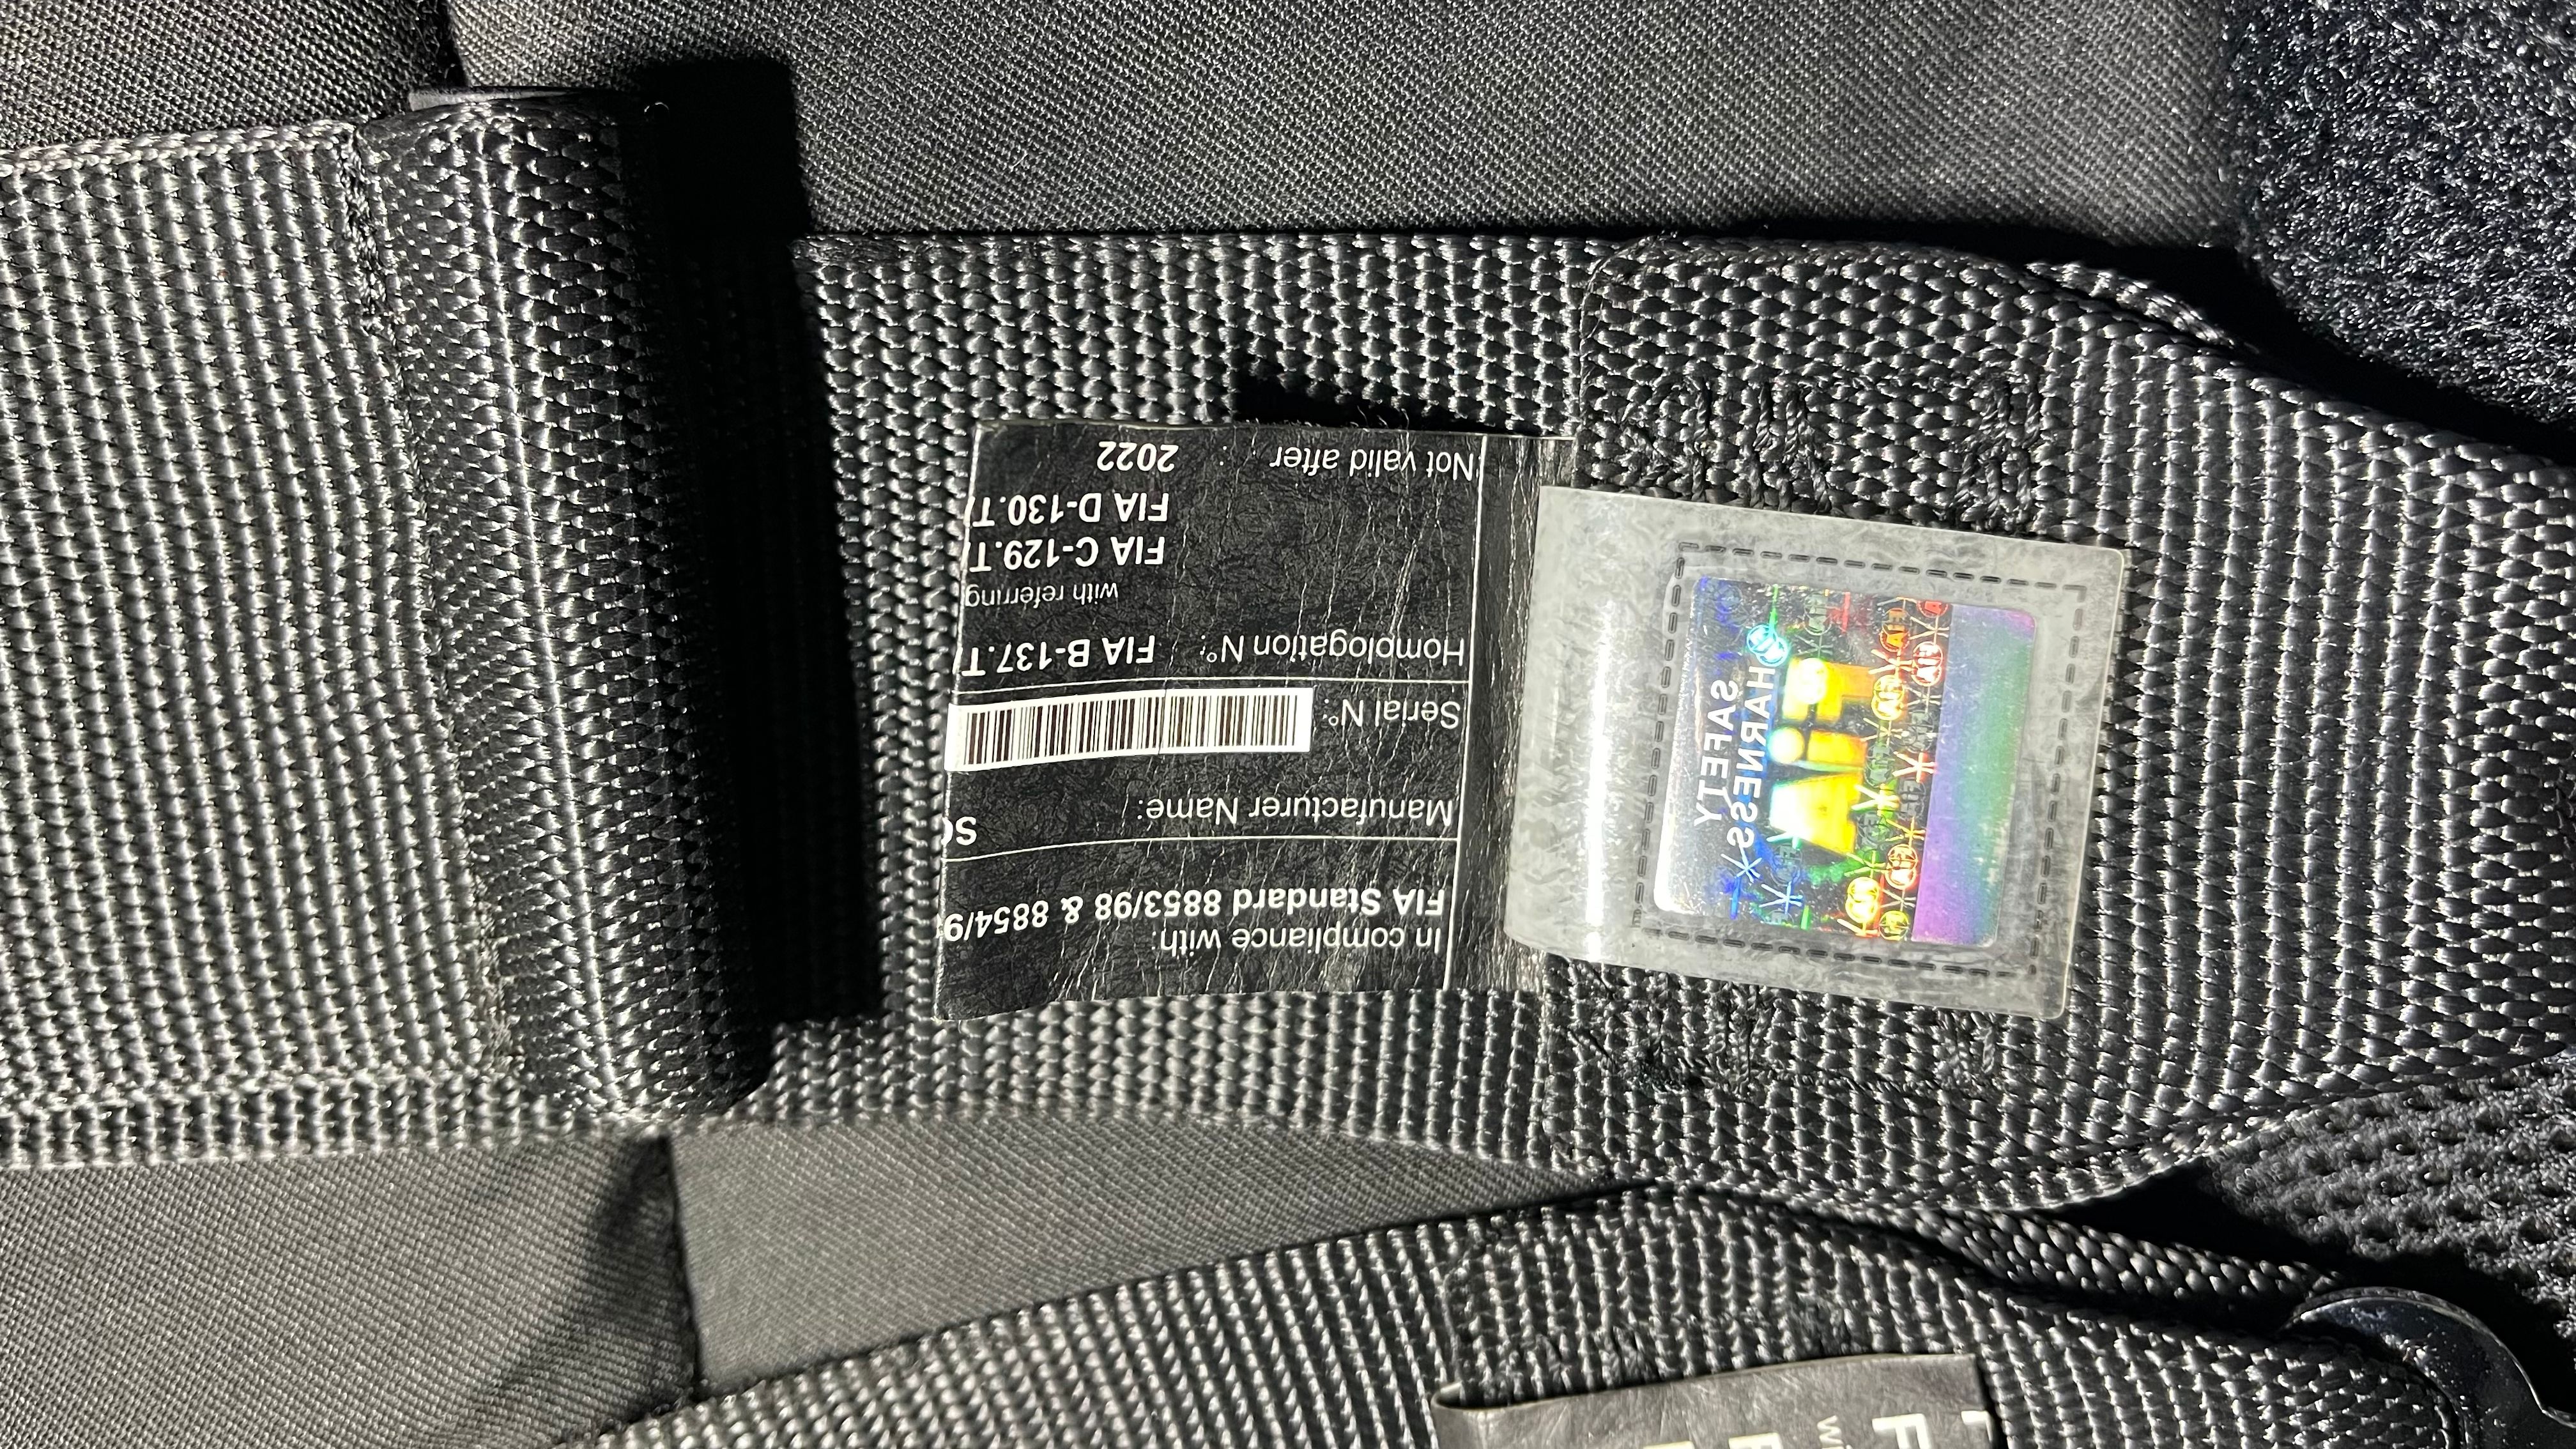 In compliance with:
FIA Standard 8853/98 & 8854/9
Manufacturer Name:
Serial N°:
Homologation N°: FIA B-137.T
with referring
FIA C-129.T
FIA D-130.T
Not valid after : 2022
SAFETY
HARNESS